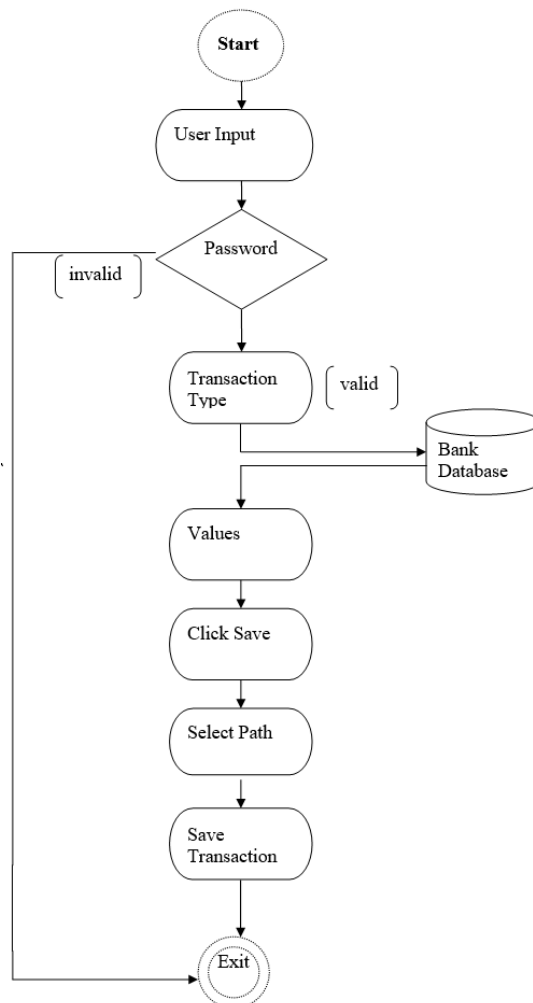 Start
User Input
Password
invalid
Transaction
Type
valid
Bank
Database
Values
Click Save
Select Path
Save
Transaction
Exit